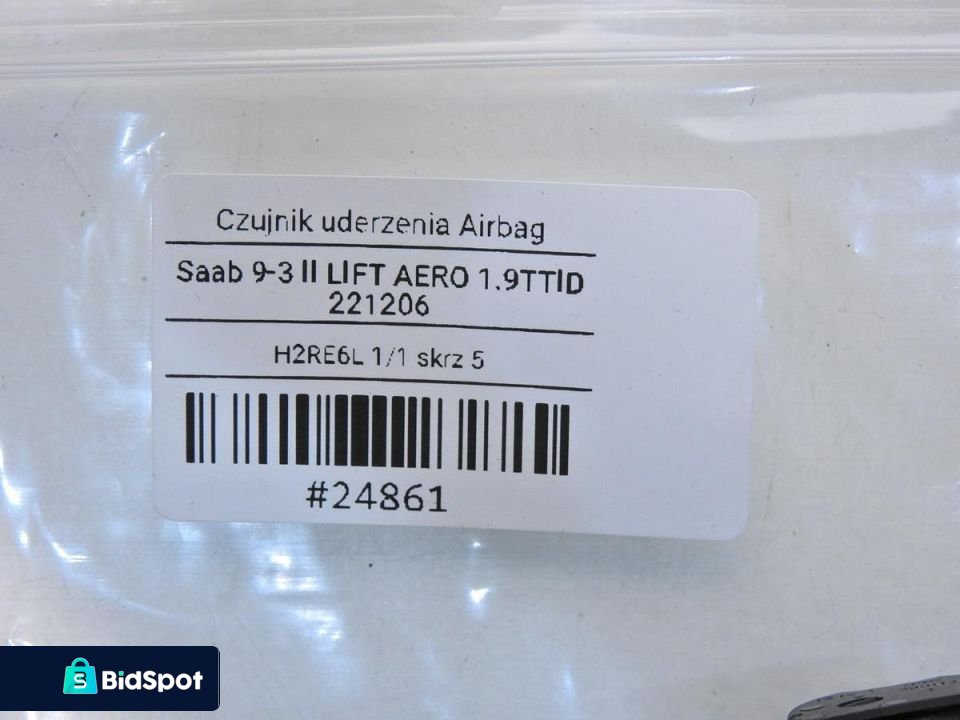 Czujnik uderzenia Airbag
Saab 9-3 II LIFT AERO 1.9TTID
221206
H2RE6L 1/1 skrz 5
#24861
BidSpot